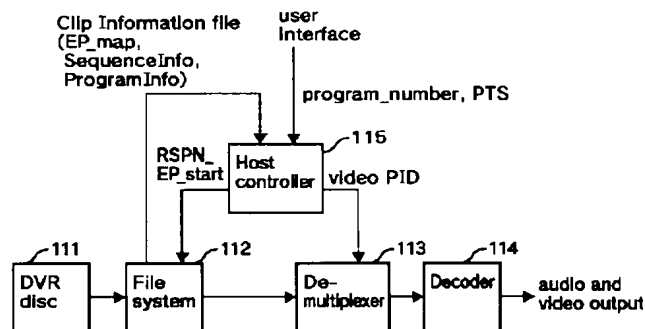 Clip Information file
(EP_map,
SequenceInfo,
ProgramInfo)
user
interface
program_number, PTS
115
RSPN_
EP_start
Host
controller
video PID
111
112
113
114
DVR
disc
File
system
De-
multiplexer
Decoder
audio and
video output